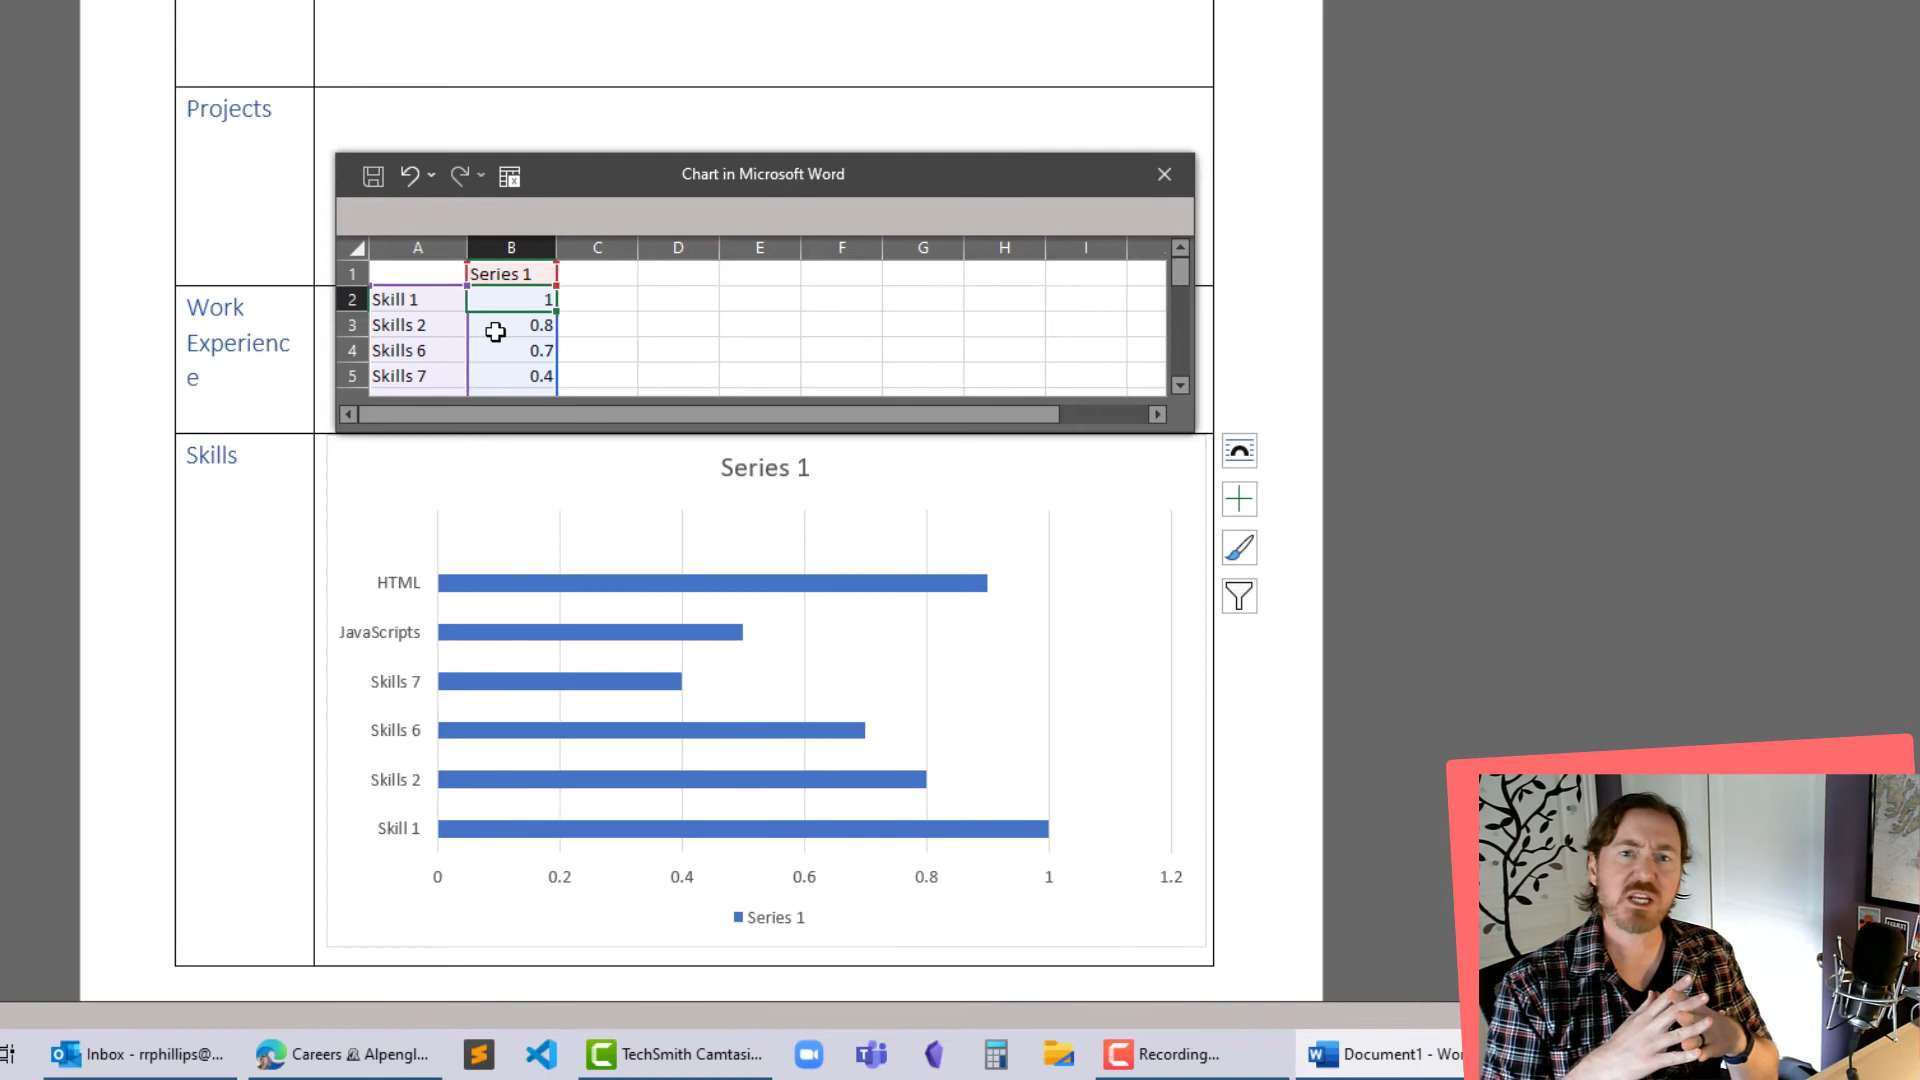 Projects
Chart in Microsoft Word
A B C D E F G H I
1 Series 1
2 Skill 1 1
3 Skills 2 0.8
4 Skills 6 0.7
5 Skills 7 0.4
Work
Experienc
e
Skills
Series 1
HTML
JavaScripts
Skills 7
Skills 6
Skills 2
Skill 1
0 0.2 0.4 0.6 0.8 1 1.2
Series 1
Inbox - rrphillips@...
Careers
Alpengl...
TechSmith Camtasi...
Recording...
Document1 - Wo